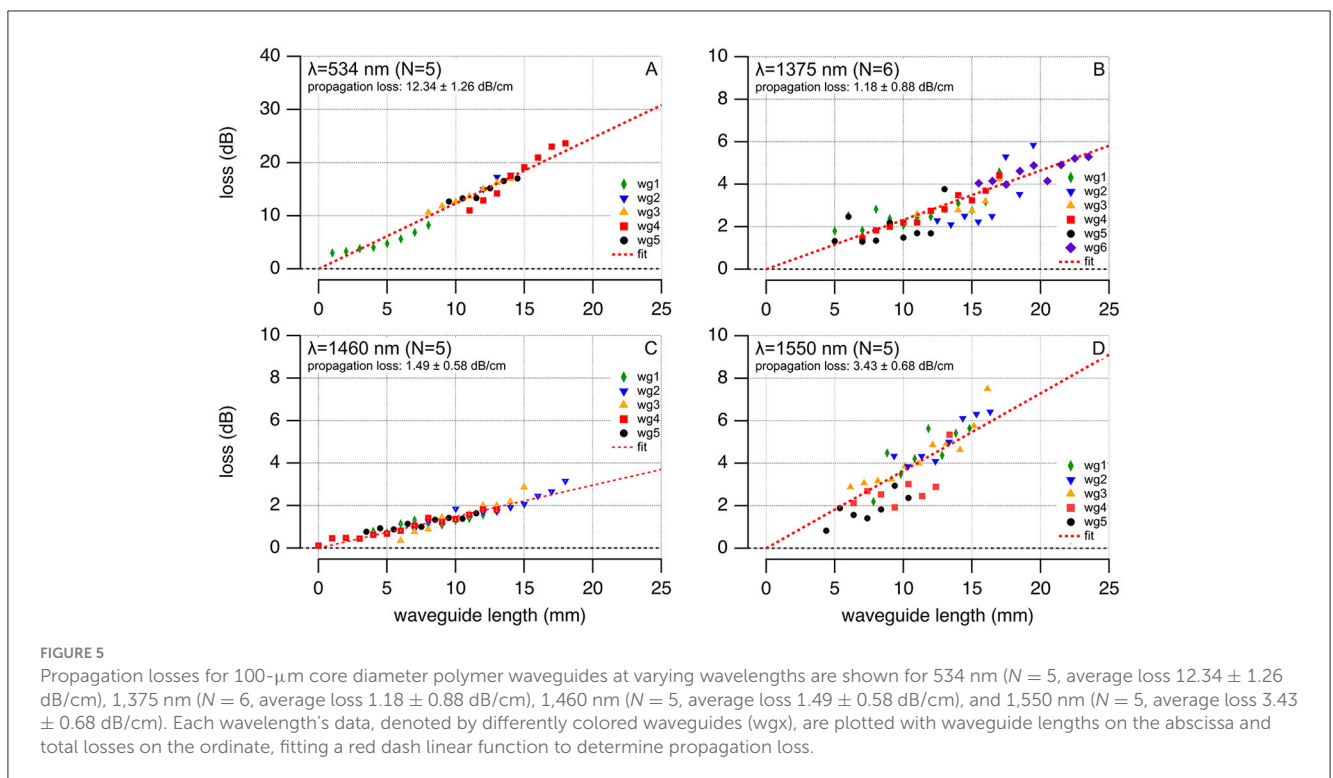 λ=534 nm (N=5)
A
propagation loss: 12.34 ± 1.26 dB/cm
40
30
20
10
0
loss (dB)
wg1
wg2
wg3
wg4
wg5
fit
0 5 10 15 20 25
λ=1375 nm (N=6)
B
propagation loss: 1.18 ± 0.88 dB/cm
10
8
6
4
2
0
wg1
wg2
wg3
wg4
wg5
wg6
fit
0 5 10 15 20 25
λ=1460 nm (N=5)
C
propagation loss: 1.49 ± 0.58 dB/cm
10
8
6
4
2
0
loss (dB)
wg1
wg2
wg3
wg4
wg5
fit
0 5 10 15 20 25
waveguide length (mm)
λ=1550 nm (N=5)
D
propagation loss: 3.43 ± 0.68 dB/cm
10
8
6
4
2
0
wg1
wg2
wg3
wg4
wg5
fit
0 5 10 15 20 25
waveguide length (mm)
FIGURE 5
Propagation losses for 100-μm core diameter polymer waveguides at varying wavelengths are shown for 534 nm (N = 5, average loss 12.34 ± 1.26
dB/cm), 1,375 nm (N = 6, average loss 1.18 ± 0.88 dB/cm), 1,460 nm (N = 5, average loss 1.49 ± 0.58 dB/cm), and 1,550 nm (N = 5, average loss 3.43
± 0.68 dB/cm). Each wavelength's data, denoted by differently colored waveguides (wgx), are plotted with waveguide lengths on the abscissa and
total losses on the ordinate, fitting a red dash linear function to determine propagation loss.